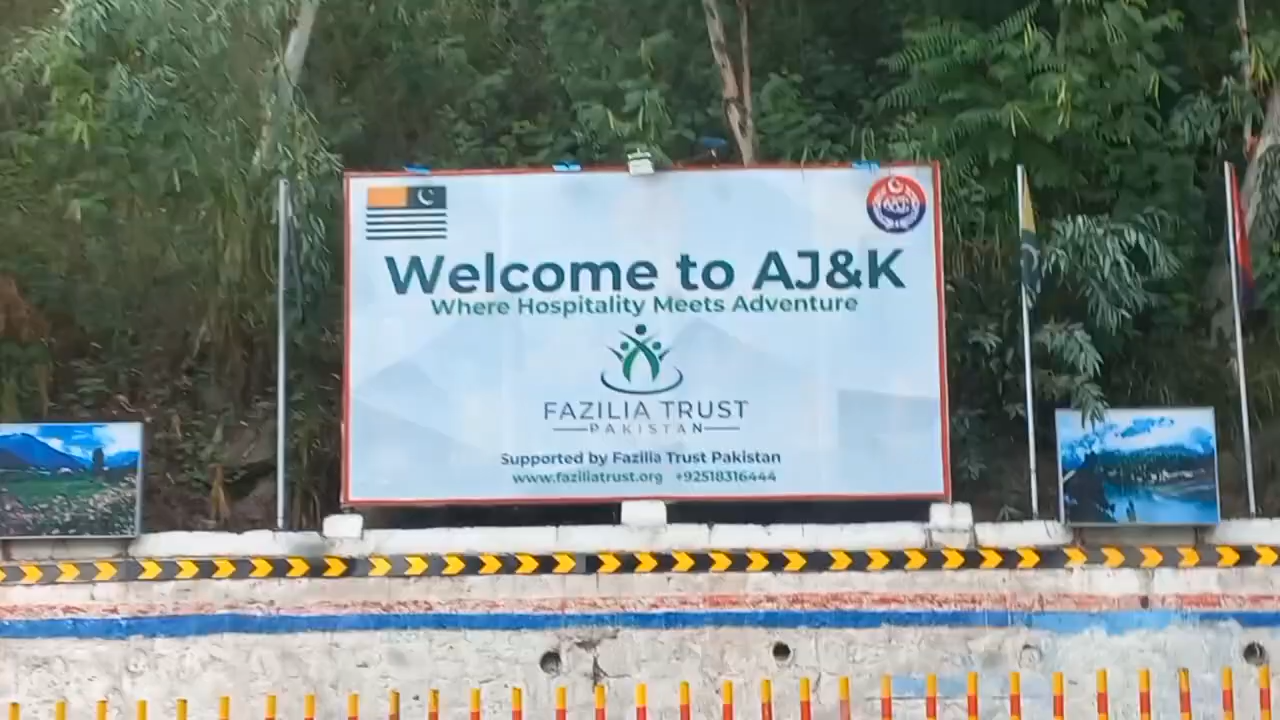 Welcome to AJ&K
Where Hospitality Meets Adventure
FAZILIA TRUST
PAKISTAN
Supported by Fazilia Trust Pakistan
www.faziliatrust.org +92518316444